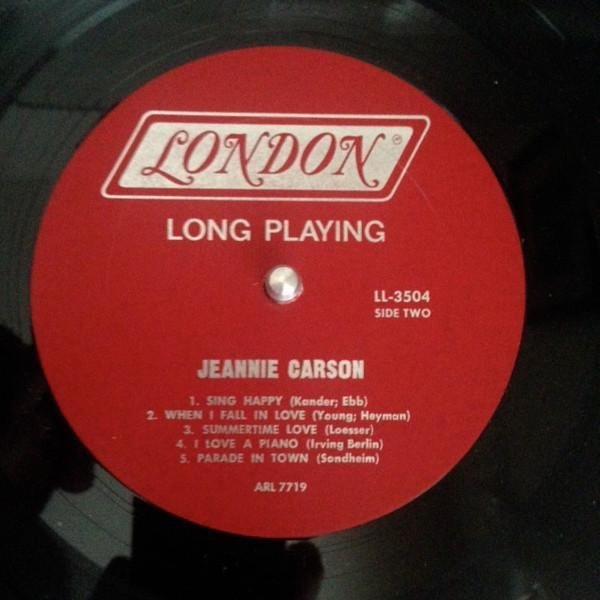 LONDON ®
LONG PLAYING
LL-3504
SIDE TWO
JEANNIE CARSON
1. SING HAPPY (Kander; Ebb)
2. WHEN I FALL IN LOVE (Young; Heyman)
3. SUMMERTIME LOVE (Loesser)
4. I LOVE A PIANO (Irving Berlin)
5. PARADE IN TOWN (Sondheim)
ARL 7719